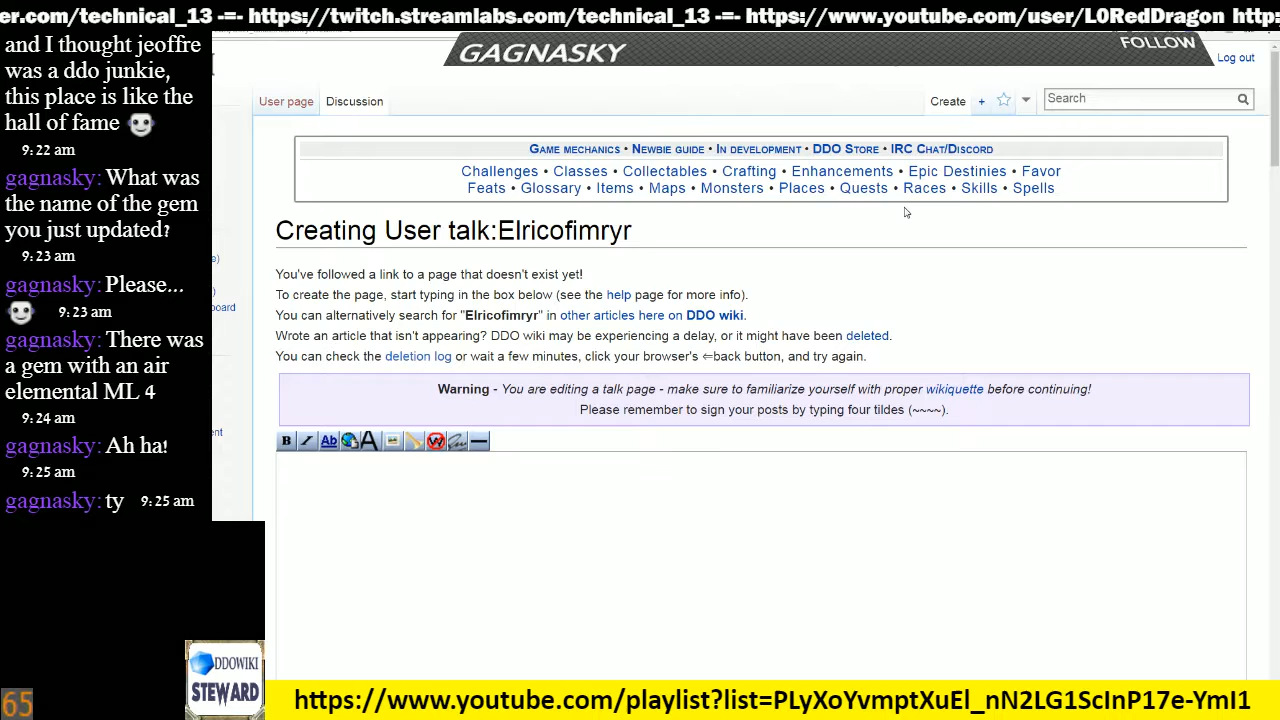 er.com/technical_13 -=- https://twitch.streamlabs.com/technical_13 -=- https://www.youtube.com/user/L0RedDragon http:
and I thought jeoffre
was a ddo junkie,
this place is like the
hall of fame
9:22 am
gagnasky: What was
the name of the gem
you just updated?
9:23 am
gagnasky: Please...
9:23 am
gagnasky: There was
a gem with an air
elemental ML 4
9:24 am
gagnasky: Ah ha!
9:25 am
gagnasky: ty 9:25 am
65
DDOWIKI
STEWARD
GAGNASKY
FOLLOW
Log out
User page
Discussion
Create
+
Search
Game mechanics • Newbie guide • In development • DDO Store • IRC Chat/Discord
Challenges • Classes • Collectables • Crafting • Enhancements • Epic Destinies • Favor
Feats • Glossary • Items • Maps • Monsters • Places • Quests • Races • Skills • Spells
Creating User talk:Elricofimryr
You've followed a link to a page that doesn't exist yet!
To create the page, start typing in the box below (see the help page for more info).
You can alternatively search for "Elricofimryr" in other articles here on DDO wiki.
Wrote an article that isn't appearing? DDO wiki may be experiencing a delay, or it might have been deleted.
You can check the deletion log or wait a few minutes, click your browser's ⇐back button, and try again.
Warning - You are editing a talk page - make sure to familiarize yourself with proper wikiquette before continuing!
Please remember to sign your posts by typing four tildes (~~~~).
B I Ab A W
e)
)
oard
nt
https://www.youtube.com/playlist?list=PLyXoYvmptXuEl_nN2LG1ScInP17e-YmI1